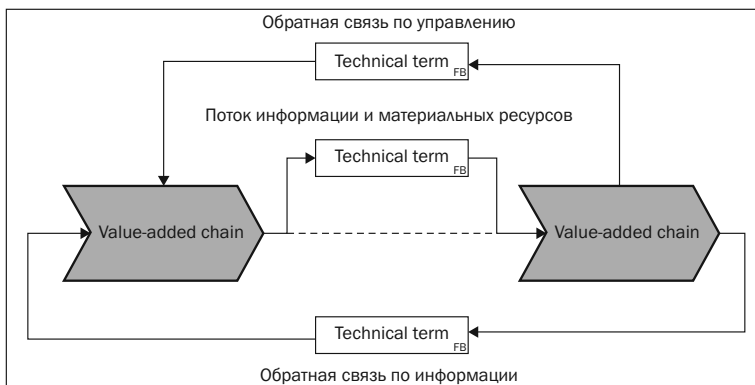 Обратная связь по управлению
Technical term
FB
Поток информации и материальных ресурсов
Technical term
FB
Value-added chain
Value-added chain
Technical term
FB
Обратная связь по информации